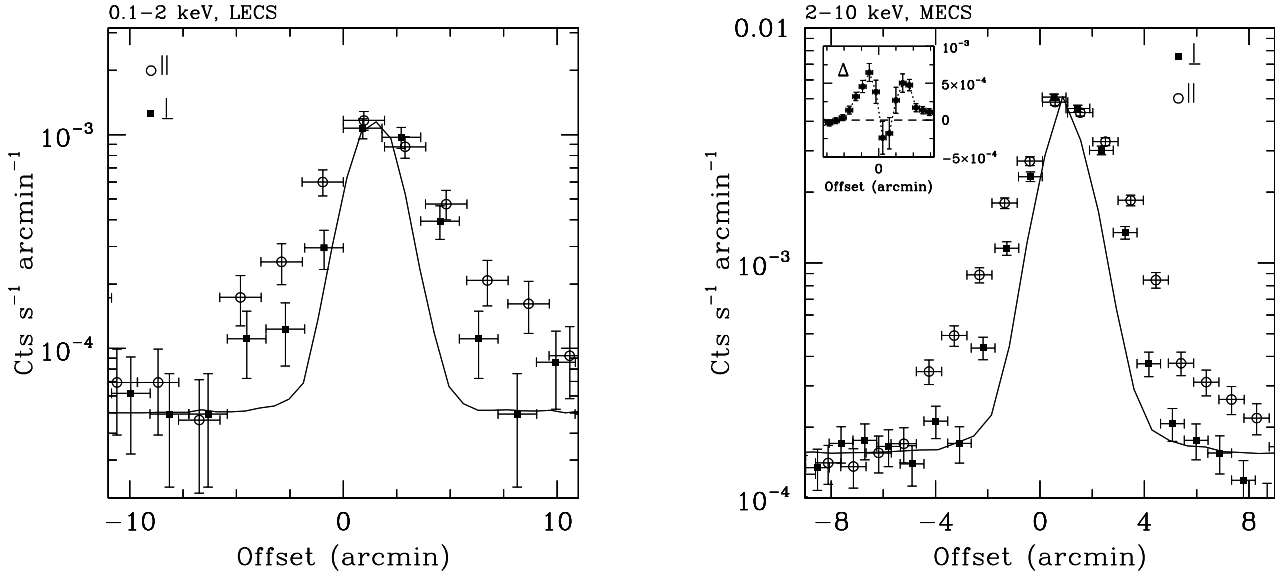 0.1−2 keV, LECS
○ ||
■ ⊥
10⁻³
10⁻⁴
Cts s⁻¹ arcmin⁻¹
−10 0 10
Offset (arcmin)
2−10 keV, MECS
0.01
10⁻³
10⁻⁴
Cts s⁻¹ arcmin⁻¹
Δ
10⁻³
5×10⁻⁴
0
−5×10⁻⁴
0
Offset (arcmin)
■ ⊥
○ ||
−8 −4 0 4 8
Offset (arcmin)